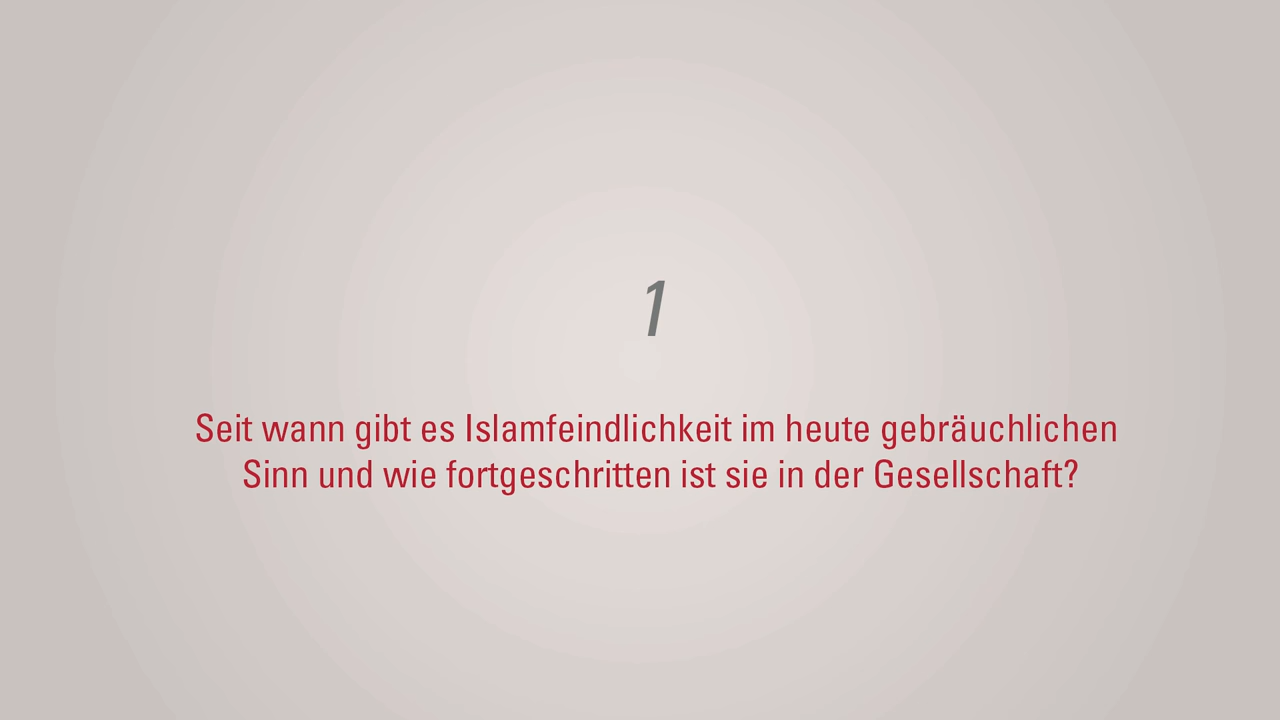 1
Seit wann gibt es Islamfeindlichkeit im heute gebräuchlichen
Sinn und wie fortgeschritten ist sie in der Gesellschaft?